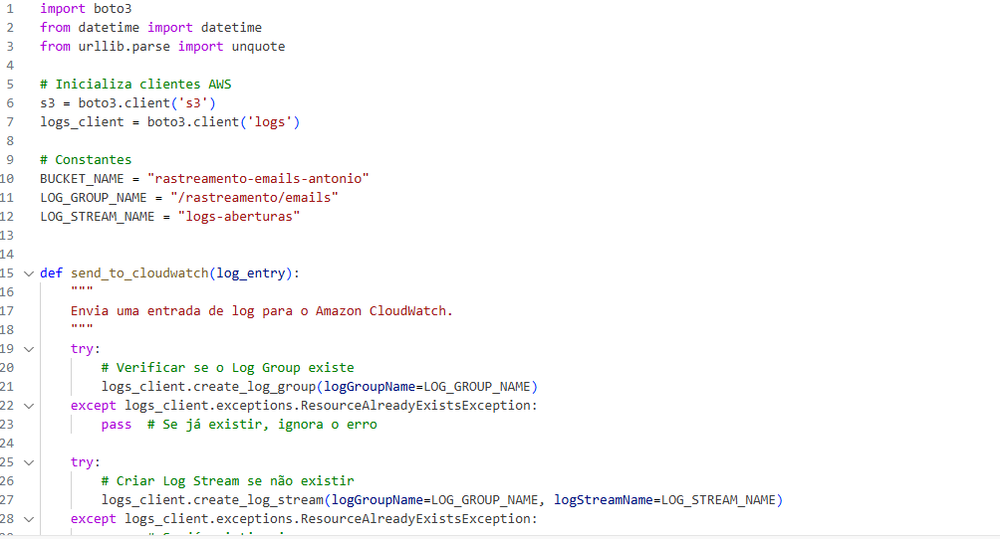 1 import boto3
2 from datetime import datetime
3 from urllib.parse import unquote
4
5 # Inicializa clientes AWS
6 s3 = boto3.client('s3')
7 logs_client = boto3.client('logs')
8
9 # Constantes
10 BUCKET_NAME = "rastreamento-emails-antonio"
11 LOG_GROUP_NAME = "/rastreamento/emails"
12 LOG_STREAM_NAME = "logs-aberturas"
13
14
15 def send_to_cloudwatch(log_entry):
16 """
17 Envia uma entrada de log para o Amazon CloudWatch.
18 """
19 try:
20 # Verificar se o Log Group existe
21 logs_client.create_log_group(logGroupName=LOG_GROUP_NAME)
22 except logs_client.exceptions.ResourceAlreadyExistsException:
23 pass # Se já existir, ignora o erro
24
25 try:
26 # Criar Log Stream se não existir
27 logs_client.create_log_stream(logGroupName=LOG_GROUP_NAME, logStreamName=LOG_STREAM_NAME)
28 except logs_client.exceptions.ResourceAlreadyExistsException: